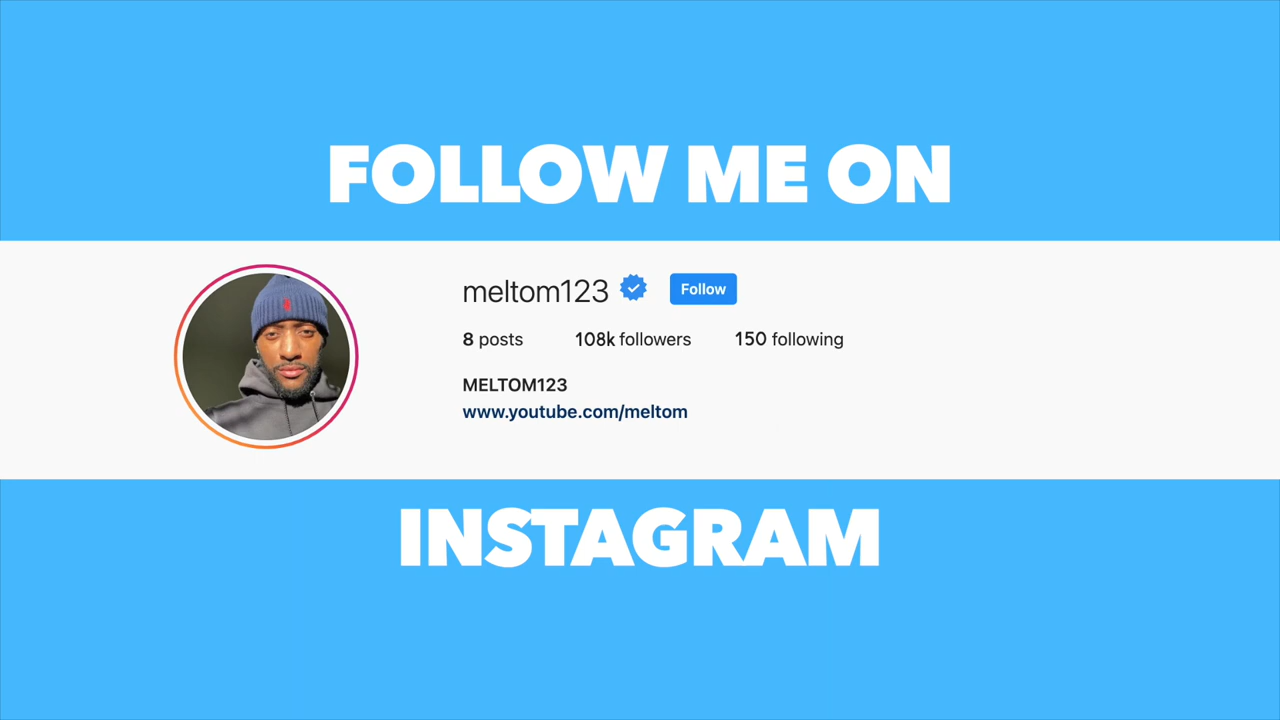 FOLLOW ME ON
meltom123 Follow
8 posts 108k followers 150 following
MELTOM123
www.youtube.com/meltom
INSTAGRAM